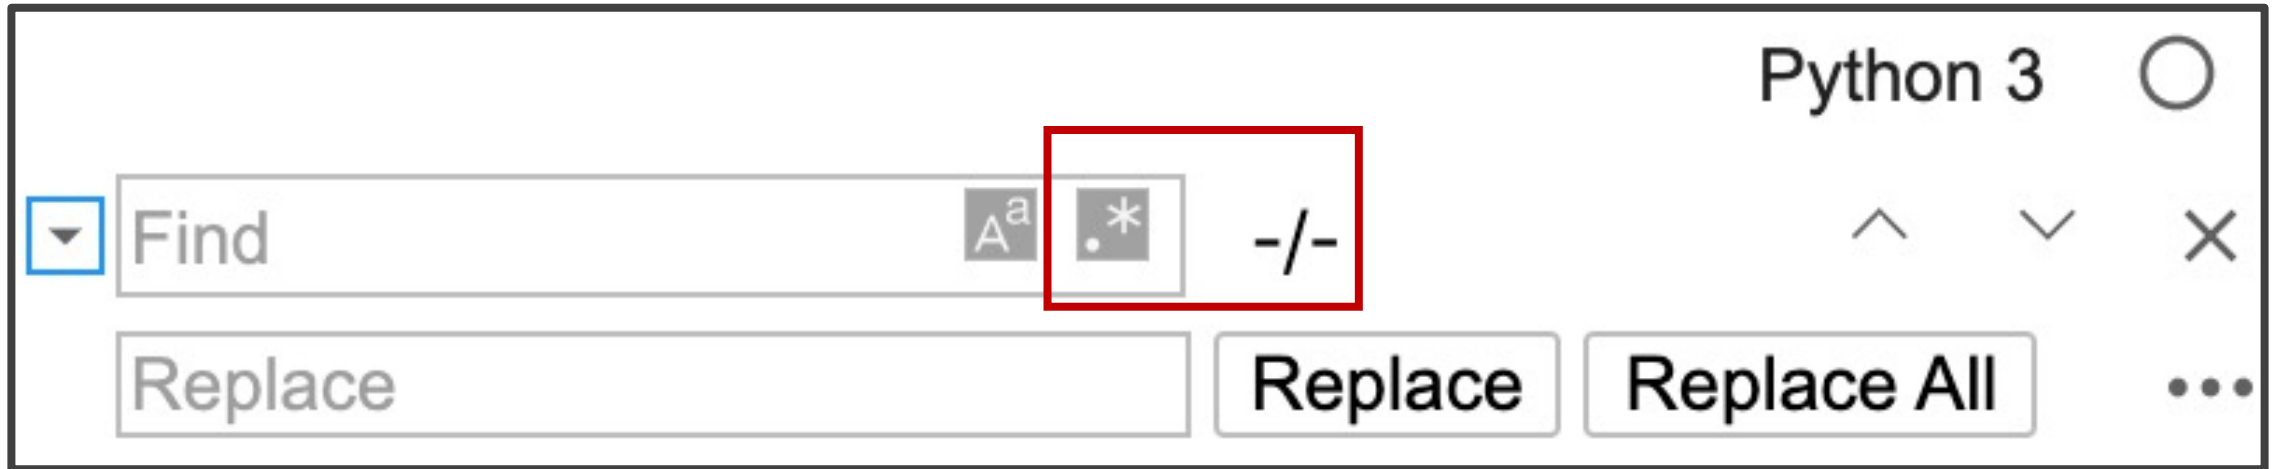 Python 3
Find Aa .* -/-
Replace Replace Replace All